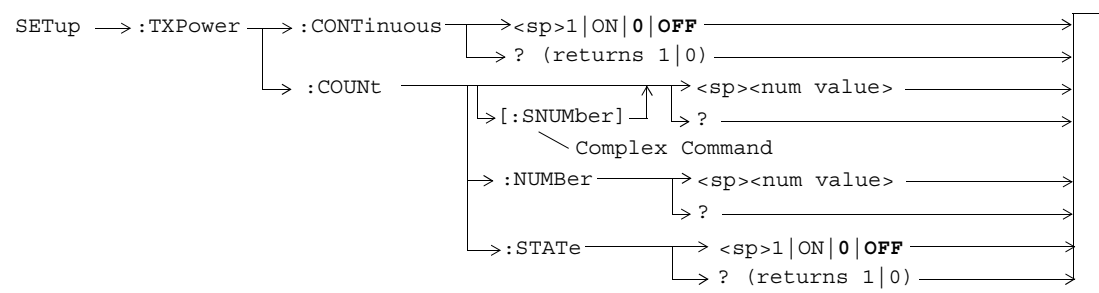 SETup :TXPower :CONTinuous <sp>1|ON|0|OFF
? (returns 1|0)
:COUNt <sp><num value>
[:SNUMber] ?
Complex Command
:NUMBer <sp><num value>
?
:STATe <sp>1|ON|0|OFF
? (returns 1|0)